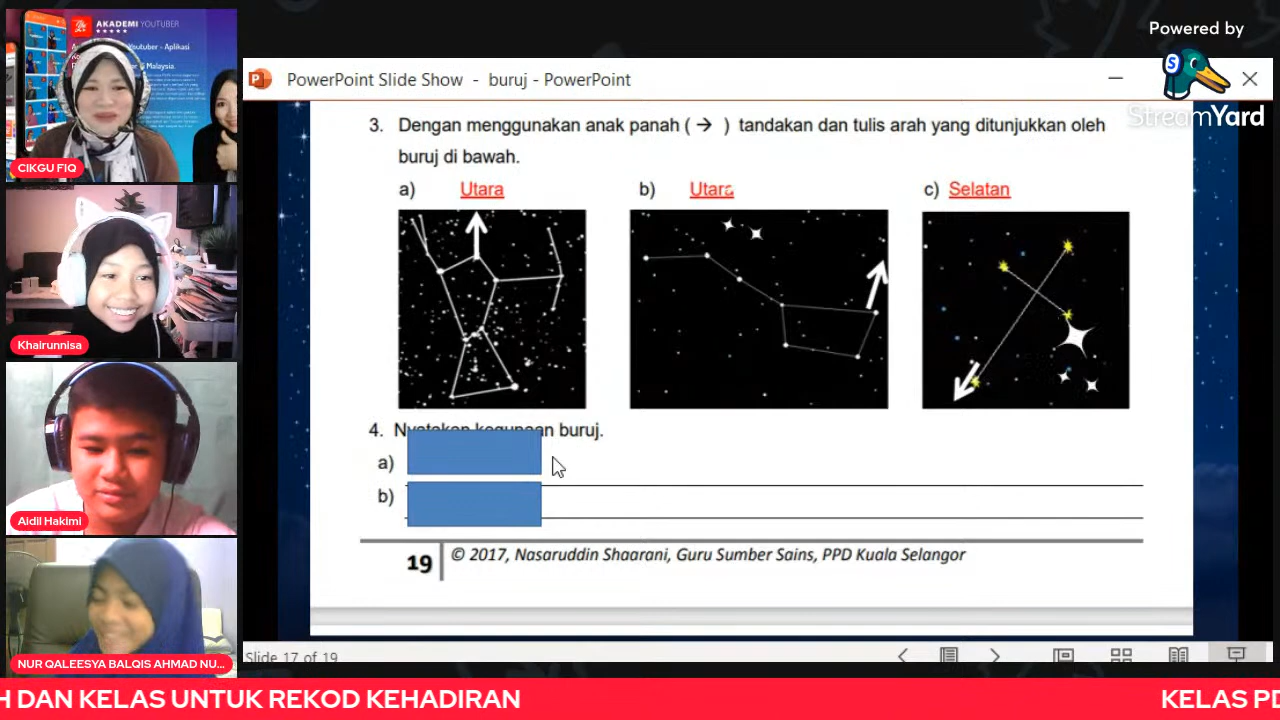 AKADEMI YOUTUBER
CIKGU FIQ
Khairunnisa
Aidil Hakimi
NUR QALEESYA BALQIS AHMAD NU...
Powered by
StreamYard
PowerPoint Slide Show - buruj - PowerPoint
3. Dengan menggunakan anak panah ( → ) tandakan dan tulis arah yang ditunjukkan oleh
buruj di bawah.
a) Utara b) Utara c) Selatan
4. Nyatakan kegunaan buruj.
a)
b)
19 © 2017, Nasaruddin Shaarani, Guru Sumber Sains, PPD Kuala Selangor
Slide 17 of 19
H DAN KELAS UNTUK REKOD KEHADIRAN KELAS PD